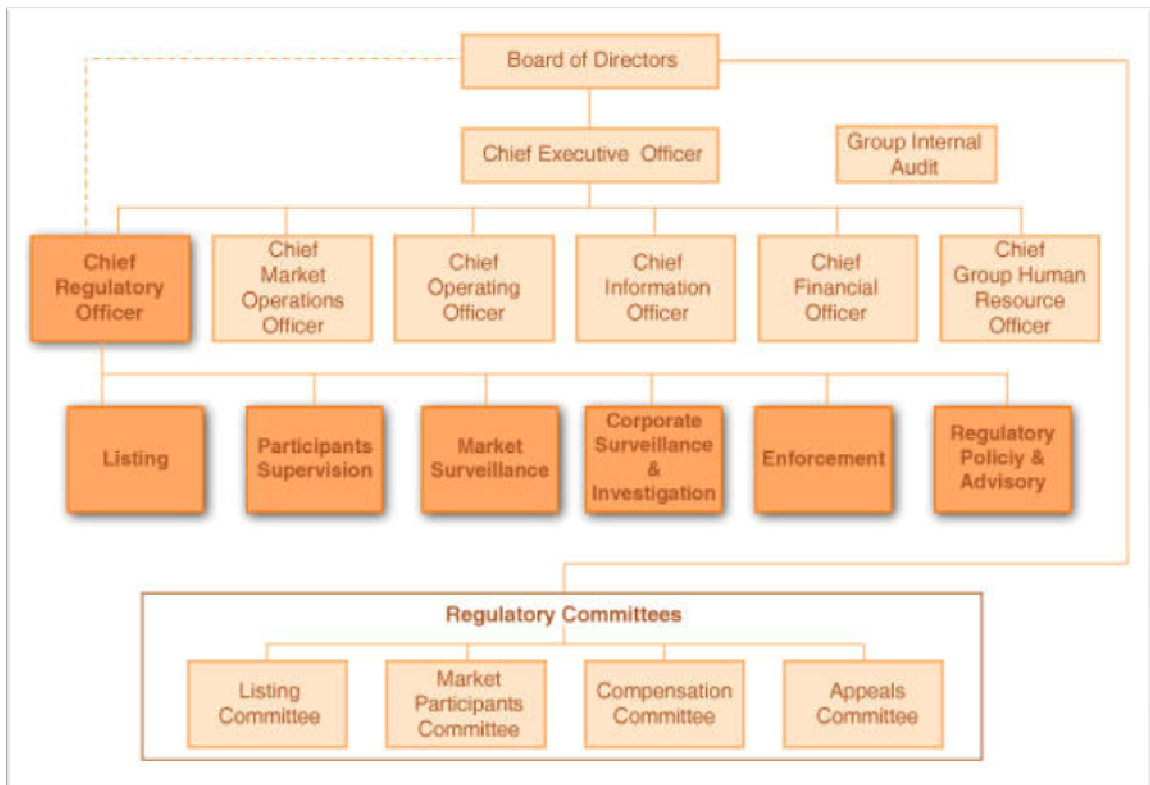 Board of Directors
Chief Executive Officer
Group Internal
Audit
Chief
Regulatory
Officer
Chief
Market
Operations
Officer
Chief
Operating
Officer
Chief
Information
Officer
Chief
Financial
Officer
Chief
Group Human
Resource
Officer
Listing
Participants
Supervision
Market
Surveillance
Corporate
Surveillance
&
Investigation
Enforcement
Regulatory
Policiy &
Advisory
Regulatory Committees
Listing
Committee
Market
Participants
Committee
Compensation
Committee
Appeals
Committee